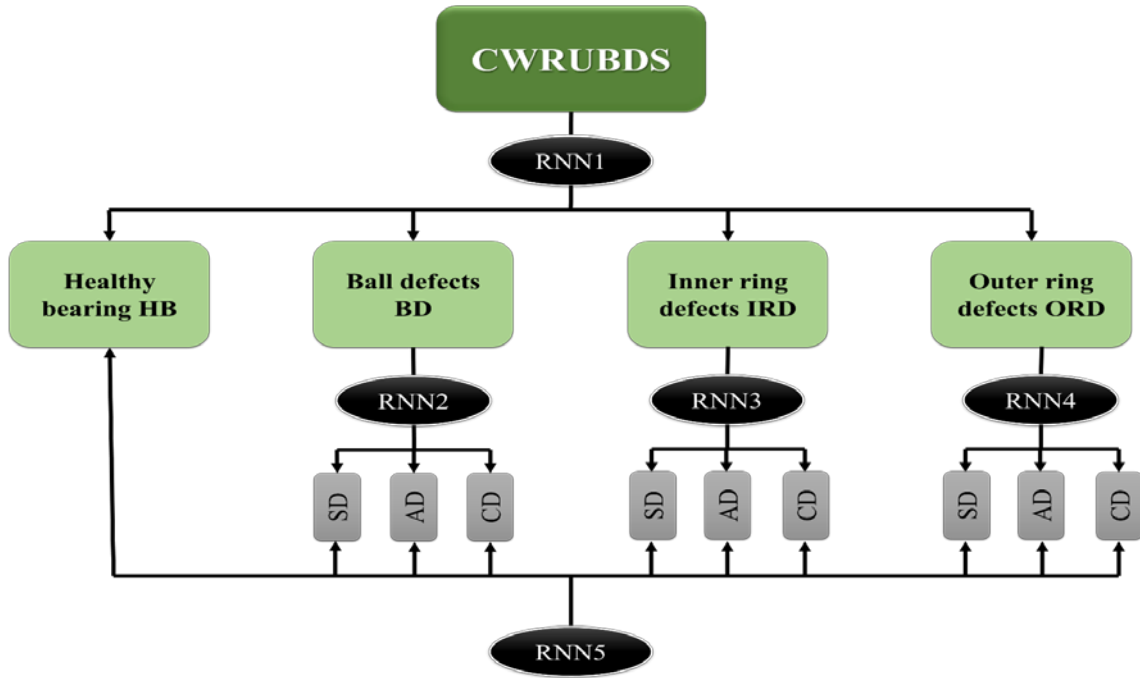 CWRUBDS
RNN1
Healthy
bearing HB
Ball defects
BD
Inner ring
defects IRD
Outer ring
defects ORD
RNN2
RNN3
RNN4
SD
AD
CD
SD
AD
CD
SD
AD
CD
RNN5